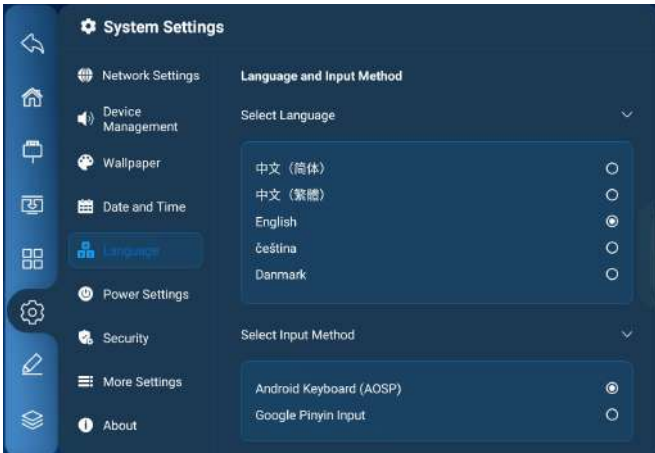 System Settings
Network Settings
Device
Management
Wallpaper
Date and Time
Language
Power Settings
Security
More Settings
About
Language and Input Method
Select Language
中文（简体）
中文（繁體）
English
čeština
Danmark
Select Input Method
Android Keyboard (AOSP)
Google Pinyin Input